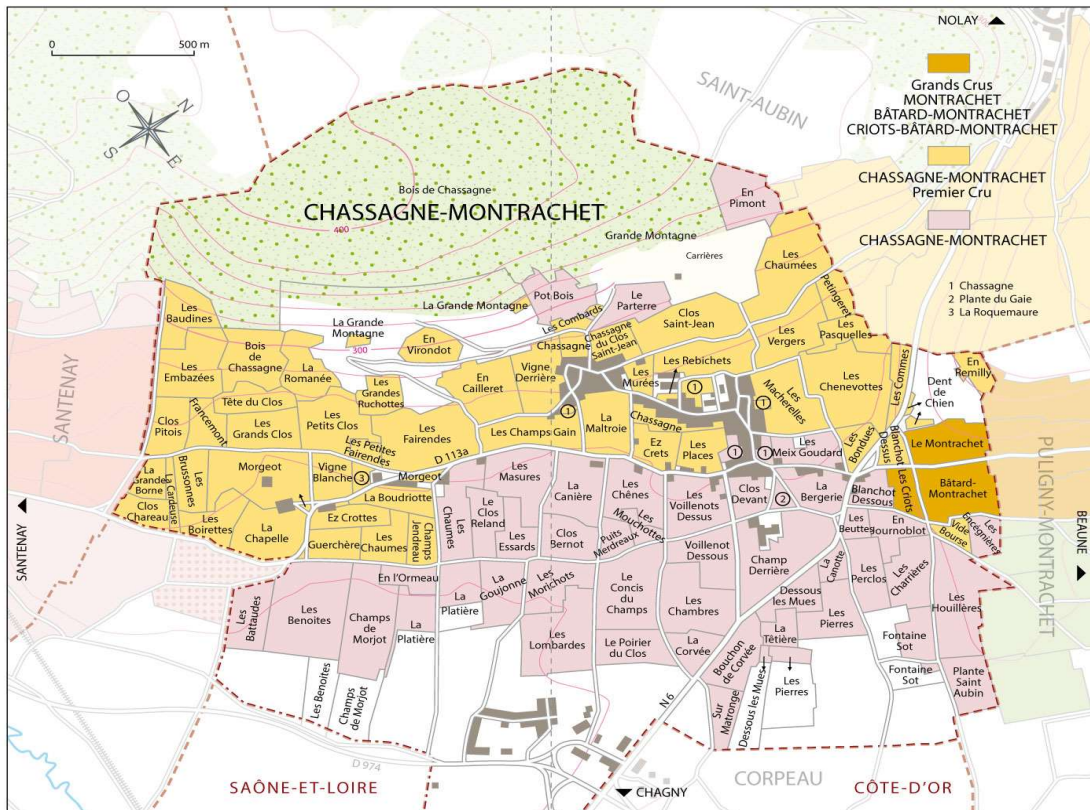 NOLAY
0
500 m
O
N
S
E
SAINT-AUBIN
Grands Crus
MONTRACHET
BÂTARD-MONTRACHET
CRIOTS-BÂTARD-MONTRACHET
CHASSAGNE-MONTRACHET
Premier Cru
CHASSAGNE-MONTRACHET
1 Chassagne
2 Plante du Gaie
3 La Roquemaure
Bois de Chassagne
CHASSAGNE-MONTRACHET
400
En
Pimont
Grande Montagne
Carrières
Les
Chaumées
Petingeret
La Grande Montagne
Pot Bois
Le
Parterre
Les
Baudines
La Grande
Montagne
300
En
Virondot
Les Combards
Chassagne
Chassagne
du Clos
Saint-Jean
Clos
Saint-Jean
Les
Vergers
Les
Pasquelles
Bois
de
Chassagne
La
Romanée
Les
Embazées
Les
Grandes
Ruchottes
En
Cailleret
Vigne
Derrière
Les
Murées
Les Rebichets
1
Les
Macherelles
Les
Chenevottes
Les Commes
En
Remilly
Dent
de
Chien
SANTENAY
Tête du Clos
Francemont
Clos
Pitois
Les
Grands Clos
Les
Petits Clos
Les Petites
Fairendes
Les
Fairendes
D 113a
Les Champs Gain
1
La
Maltroie
Chassagne
Ez
Crets
Les
Places
1
1
1
Les
Meix Goudard
Les
Bondues
Blanchot
Dessus
Le Montrachet
La
Grande
Borne
La Cardeuse
Les
Brussonnes
Clos
Chareau
Morgeot
Vigne
Blanche
3
Morgeot
La Boudriotte
Les
Masures
La
Canière
Les
Chênes
Les
Voillenots
Dessus
Clos
Devant
2
La
Bergerie
Blanchot
Dessous
Les Criots
Bâtard-
Montrachet
PULIGNY-MONTRACHET
BEAUNE
SANTENAY
Les
Boirettes
La
Chapelle
Ez Crottes
Guerchère
Les
Chaumes
Champs
Jendreau
Les
Chaumes
Le Clos
Reland
Les
Essards
Clos
Bernot
Puits
Merdreaux
Les
Mouchottes
Voillenot
Dessous
Champ
Derrière
Les
Beuttes
La
Canotte
En
Journoblot
Vide
Bourse
Les
Encégnières
Les
Battaudes
Les
Benoites
En l'Ormeau
Champs
de
Morjot
La
Platière
La
Platière
La
Goujonne
Les
Morichots
Les
Lombardes
Le
Concis
du
Champs
Le Poirier
du Clos
Les
Chambres
La
Corvée
Dessous
les Mues
La
Têtière
Les
Perclos
Les
Pierres
Les
Charrières
Les
Houillères
Fontaine
Sot
Fontaine
Sot
Plante
Saint
Aubin
Les Benoites
Champs
de Morjot
Bouchon
de Corvée
Sur
Matronge
Dessous les Mues
Les
Pierres
N 6
D 974
SAÔNE-ET-LOIRE
CHAGNY
CORPEAU
CÔTE-D'OR